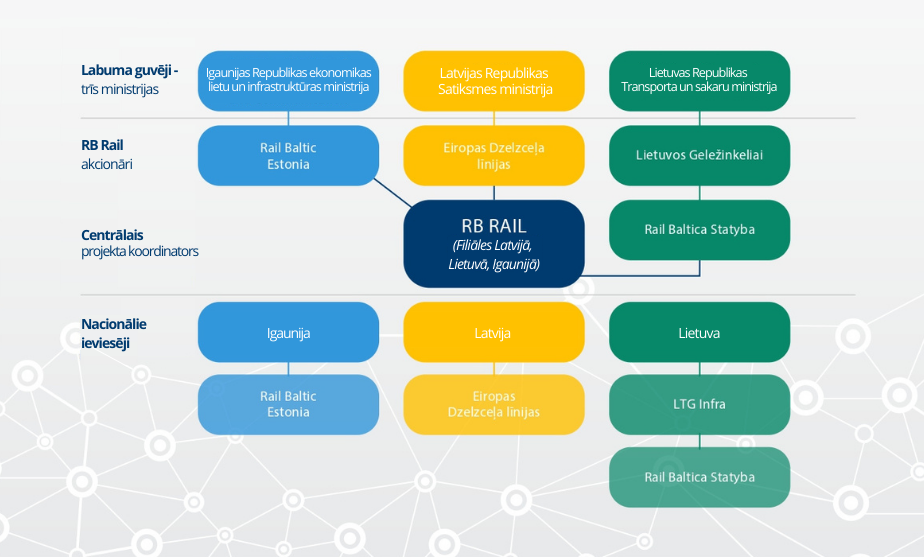 Labuma guvēji -
trīs ministrijas
Igaunijas Republikas ekonomikas
lietu un infrastruktūras ministrija
Latvijas Republikas
Satiksmes ministrija
Lietuvas Republikas
Transporta un sakaru ministrija
RB Rail
akcionāri
Rail Baltic
Estonia
Eiropas Dzelzceļa
līnijas
Lietuvos Geležinkeliai
Centrālais
projekta koordinators
RB RAIL
(Filiāles Latvijā,
Lietuvā, Igaunijā)
Rail Baltica Statyba
Nacionālie
ieviesēji
Igaunija
Latvija
Lietuva
Rail Baltic
Estonia
Eiropas
Dzelzceļa līnijas
LTG Infra
Rail Baltica Statyba